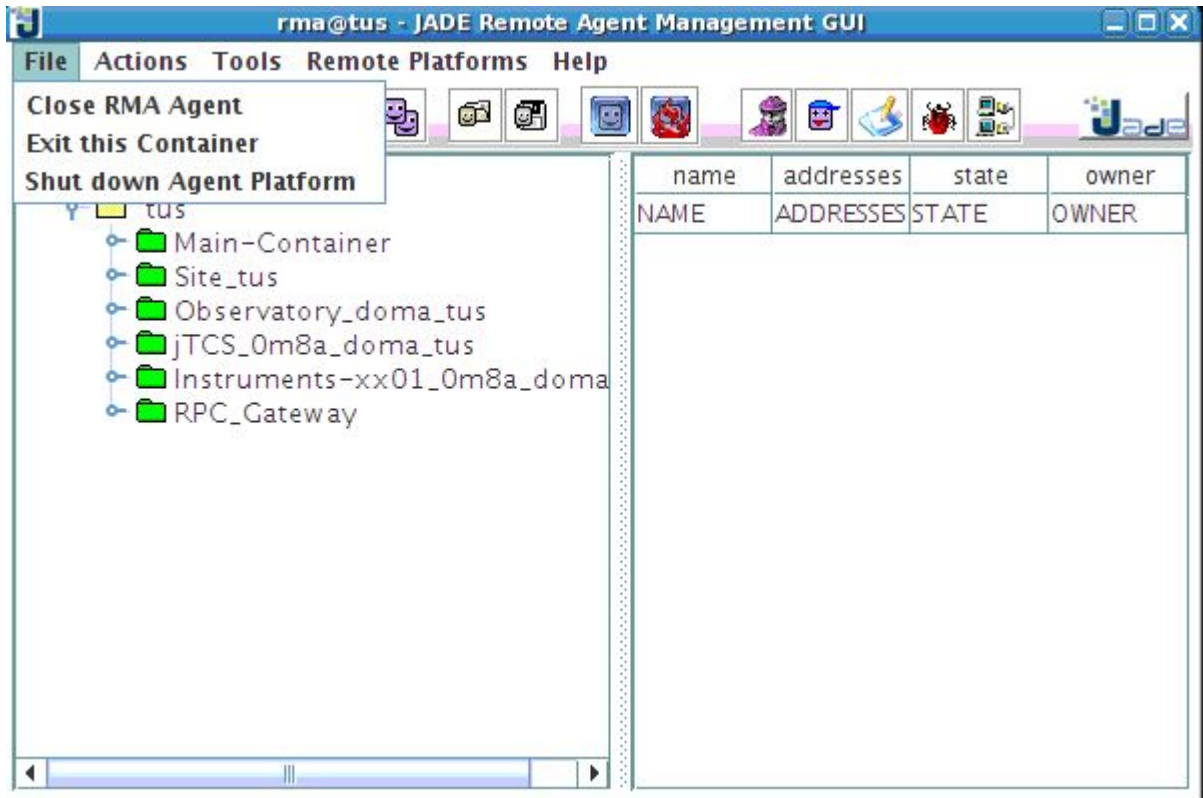 rma@tus - JADE Remote Agent Management GUI
File Actions Tools Remote Platforms Help
Close RMA Agent
Exit this Container
Shut down Agent Platform
Jade
tus
Main-Container
Site_tus
Observatory_doma_tus
jTCS_0m8a_doma_tus
Instruments-xx01_0m8a_doma
RPC_Gateway
name addresses state owner
NAME ADDRESSES STATE OWNER